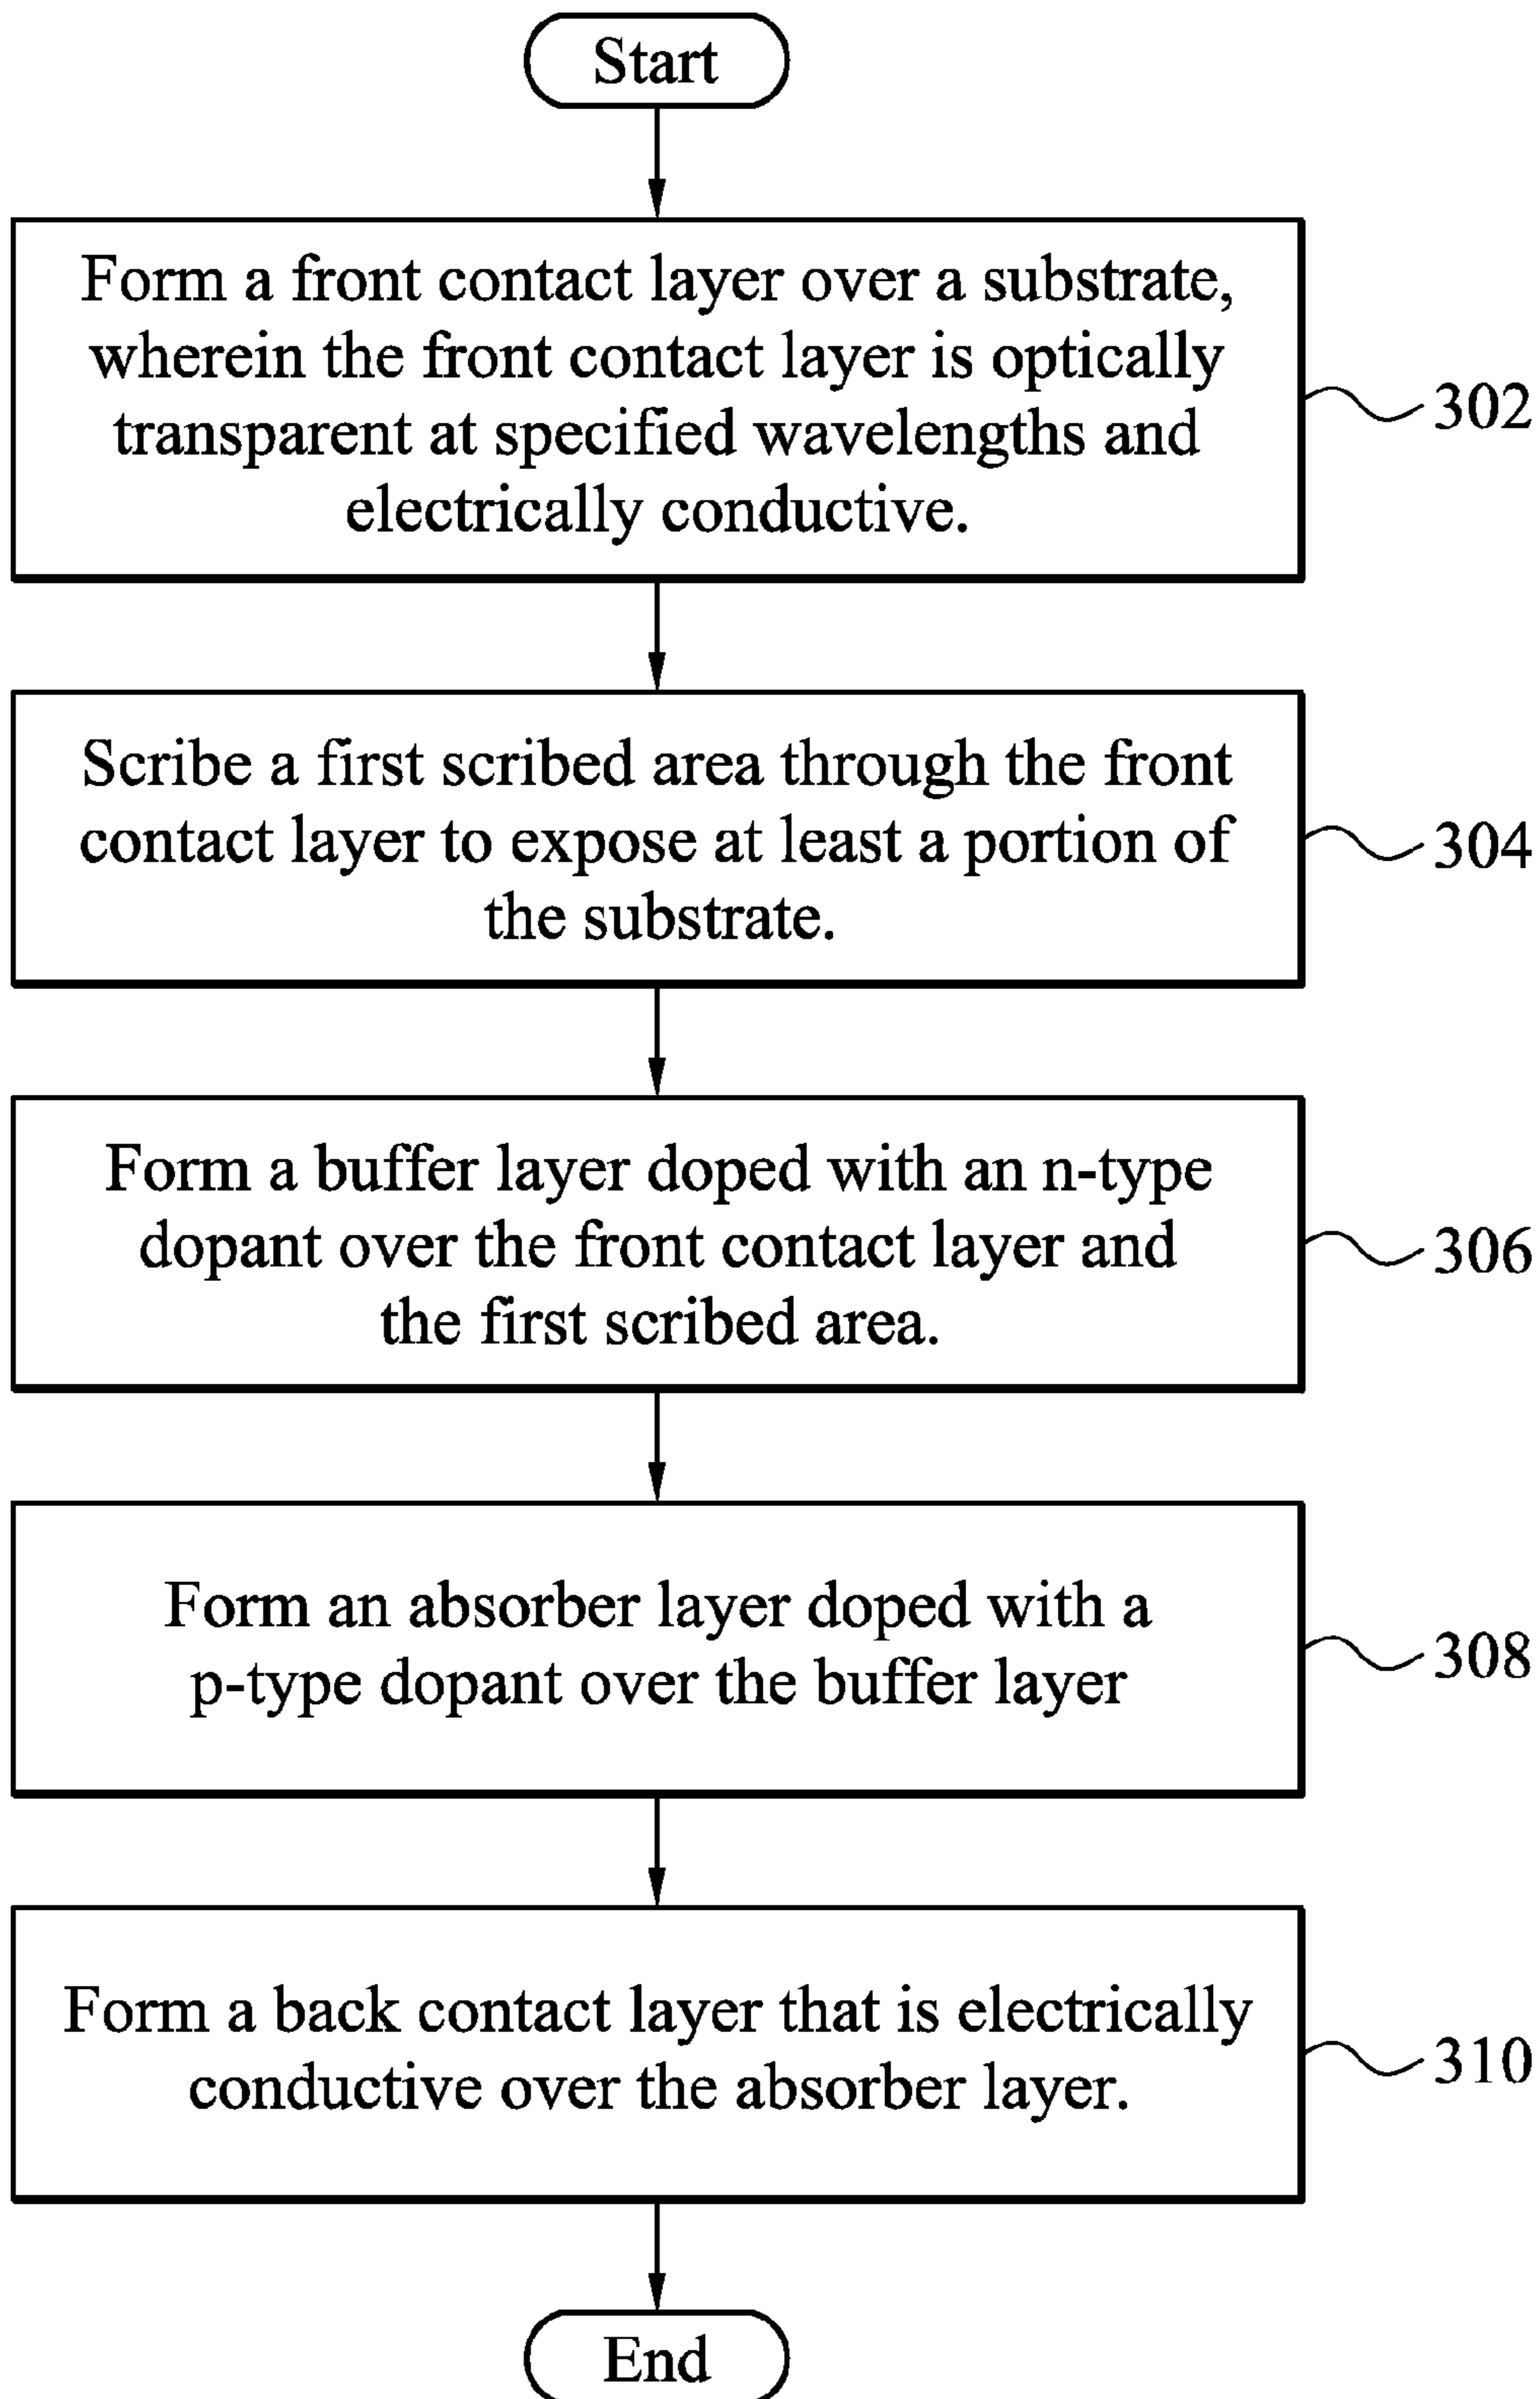 Start
Form a front contact layer over a substrate,
wherein the front contact layer is optically
transparent at specified wavelengths and
electrically conductive.
302
Scribe a first scribed area through the front
contact layer to expose at least a portion of
the substrate.
304
Form a buffer layer doped with an n-type
dopant over the front contact layer and
the first scribed area.
306
Form an absorber layer doped with a
p-type dopant over the buffer layer
308
Form a back contact layer that is electrically
conductive over the absorber layer.
310
End